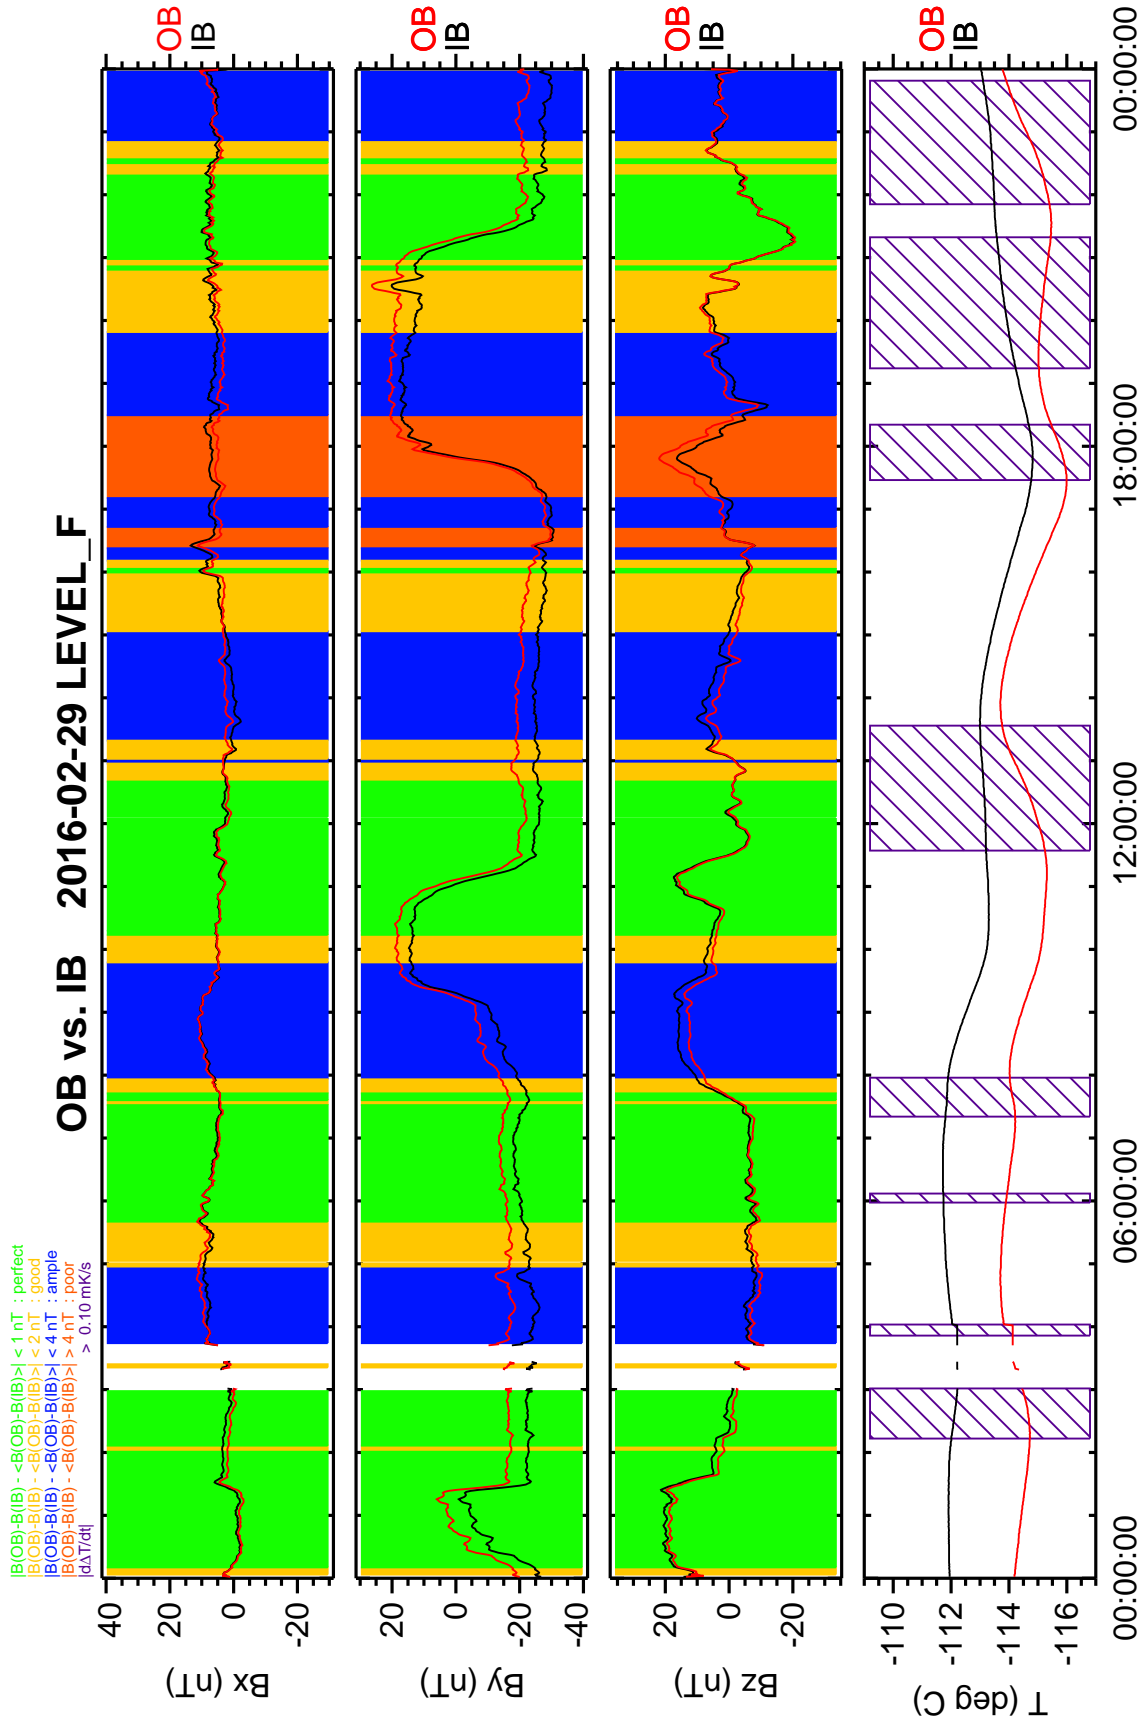 OB vs. IB 2016-02-29 LEVEL_F
|B(OB)-B(IB) - <B(OB)-B(IB)>| < 1 nT : perfect
|B(OB)-B(IB) - <B(OB)-B(IB)>| < 2 nT : good
|B(OB)-B(IB) - <B(OB)-B(IB)>| < 4 nT : ample
|B(OB)-B(IB) - <B(OB)-B(IB)>| > 4 nT : poor
|dΔT/dt| > 0.10 mK/s
Bx (nT)
40
20
0
-20
OB
IB
By (nT)
20
0
-20
-40
OB
IB
Bz (nT)
20
0
-20
OB
IB
T (deg C)
-110
-112
-114
-116
OB
IB
00:00:00
06:00:00
12:00:00
18:00:00
00:00:00